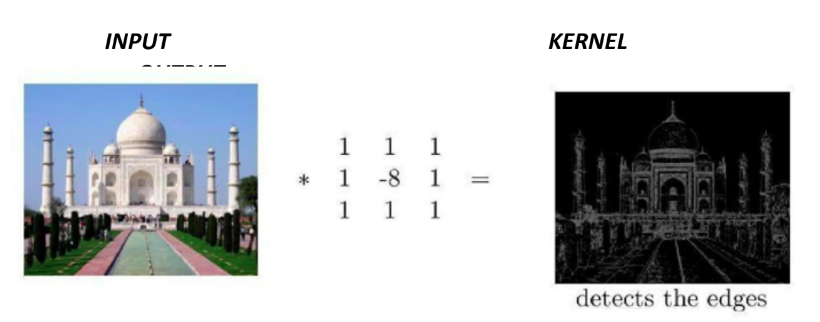 INPUT KERNEL
1 1 1
* 1 -8 1 =
1 1 1
detects the edges